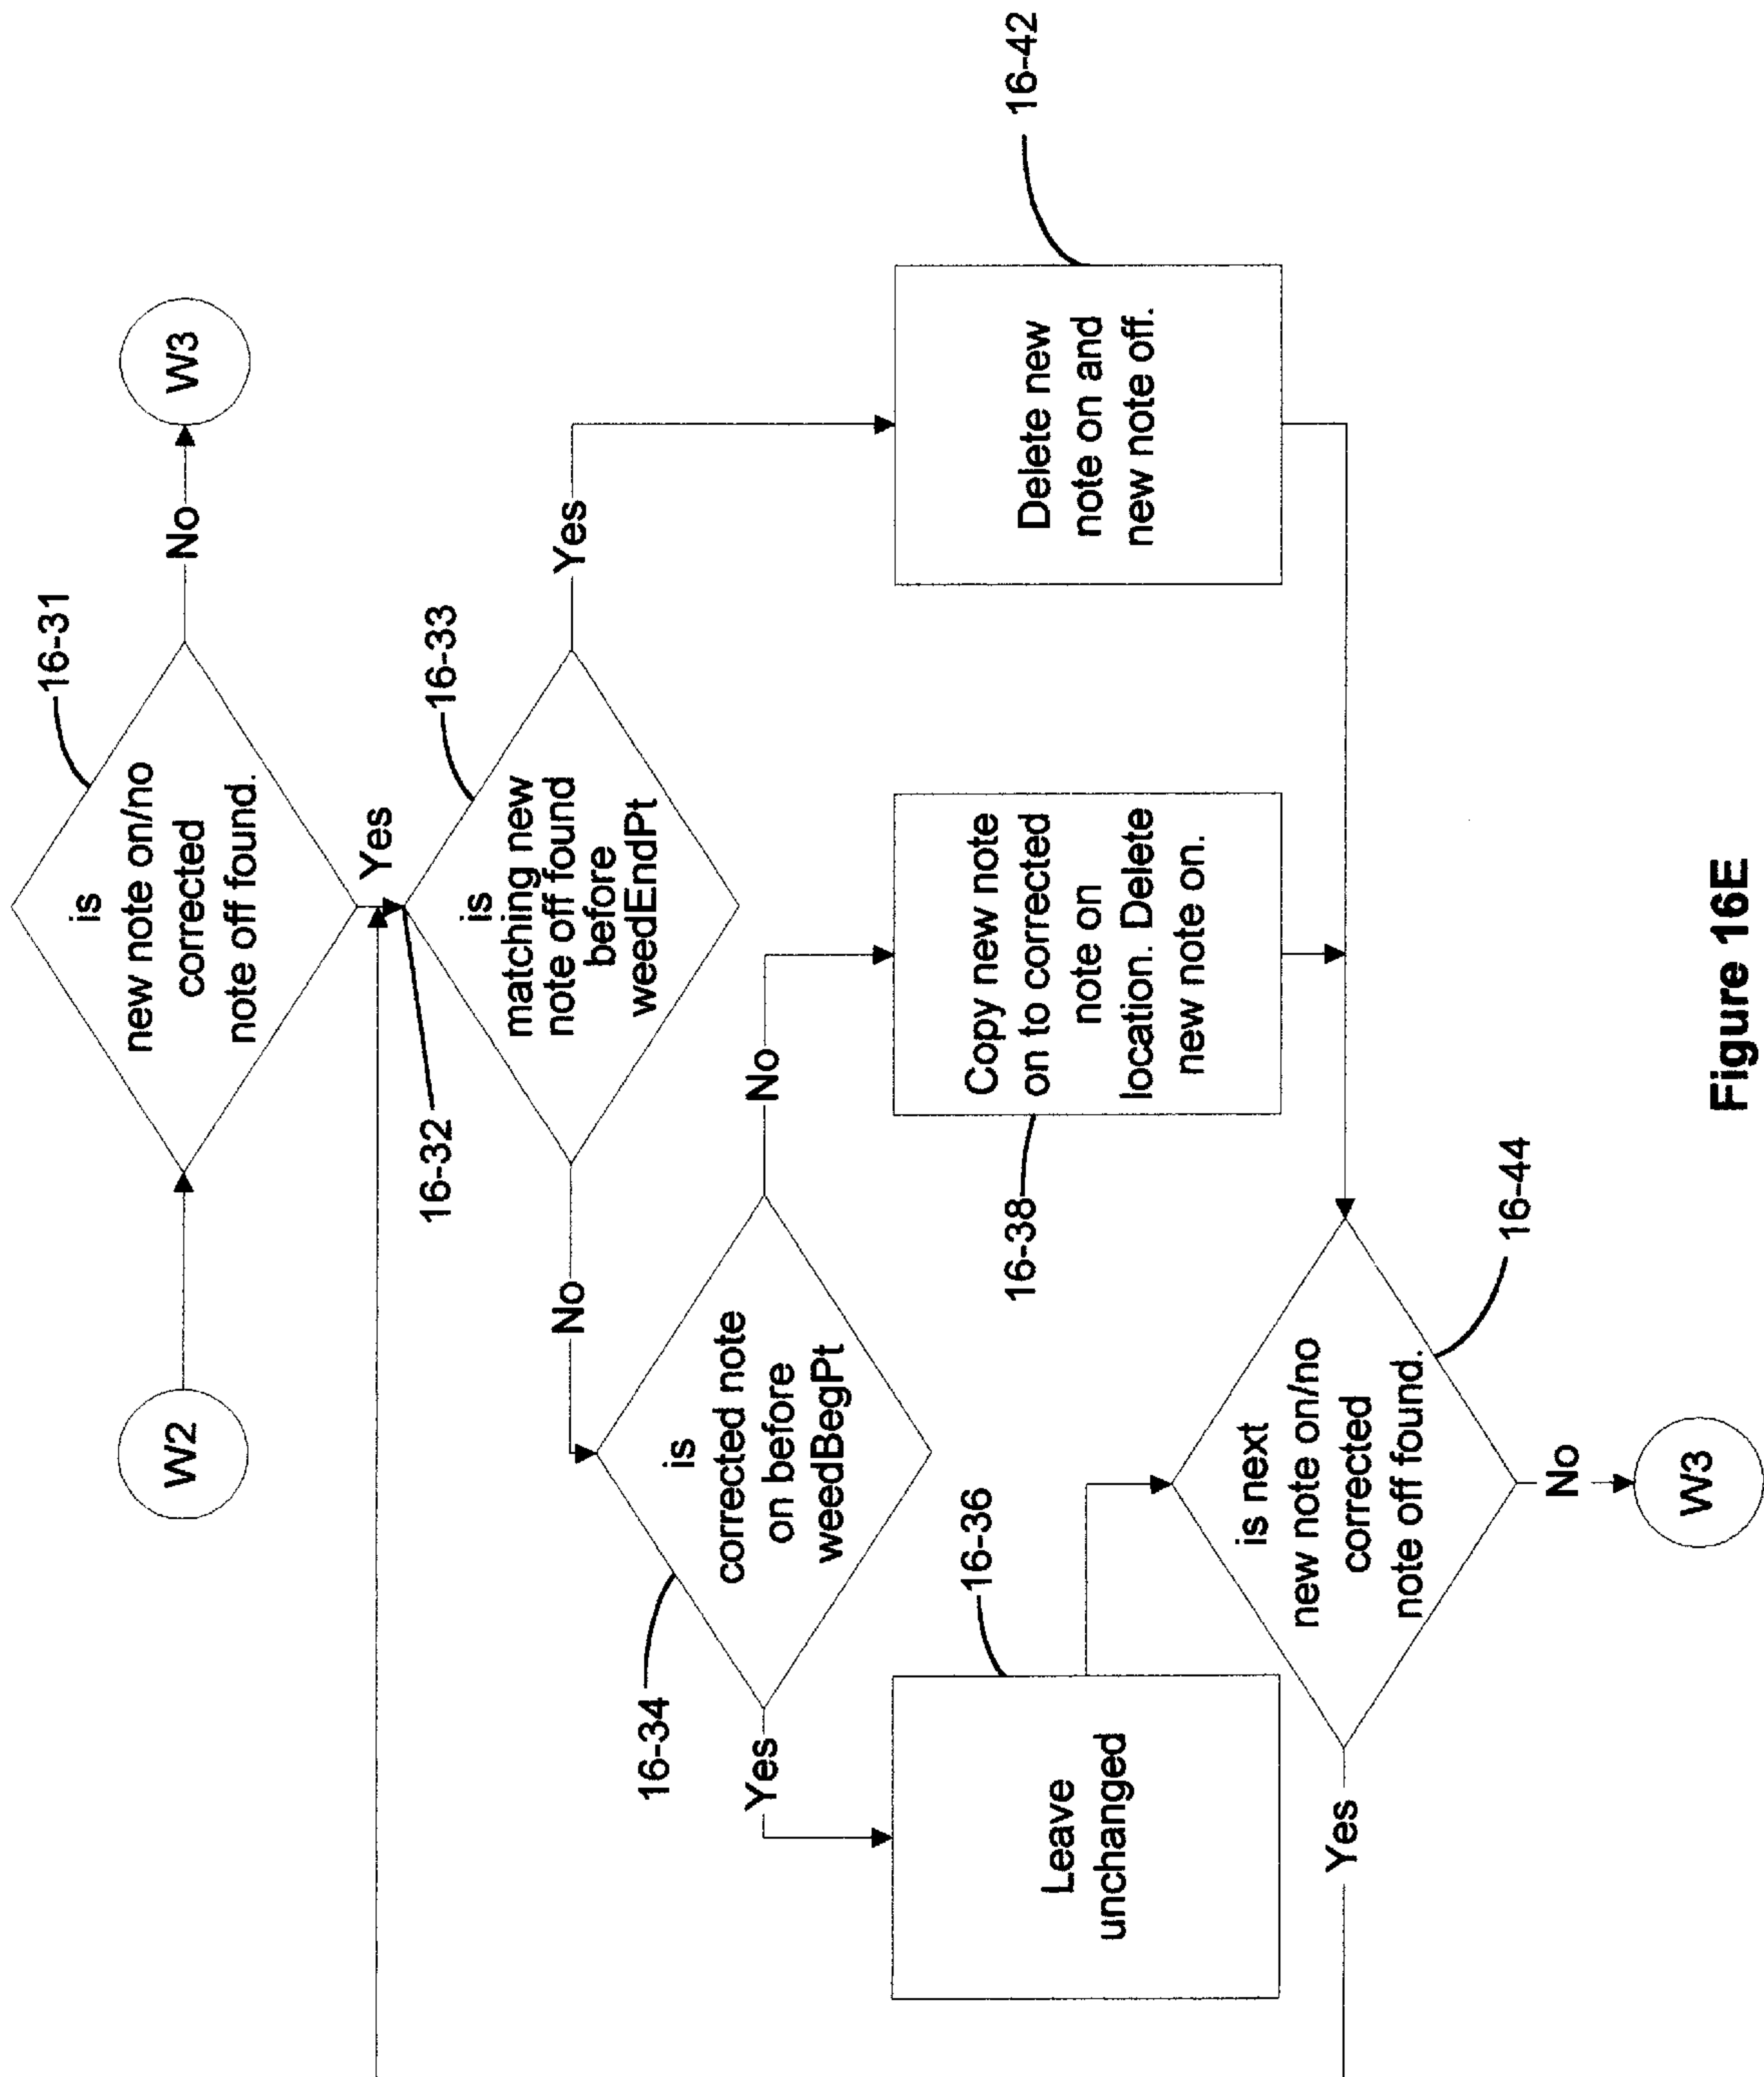 W2
is
new note on/no
corrected
note off found.
16-31
No
W3
Yes
16-32
is
matching new
note off found
before
weedEndPt
16-33
No
Yes
is
corrected note
on before
weedBegPt
16-34
No
Yes
Leave
unchanged
16-36
Copy new note
on to corrected
note on
location. Delete
new note on.
16-38
Delete new
note on and
new note off.
16-42
is next
new note on/no
corrected
note off found.
16-44
Yes
No
W3
Figure 16E